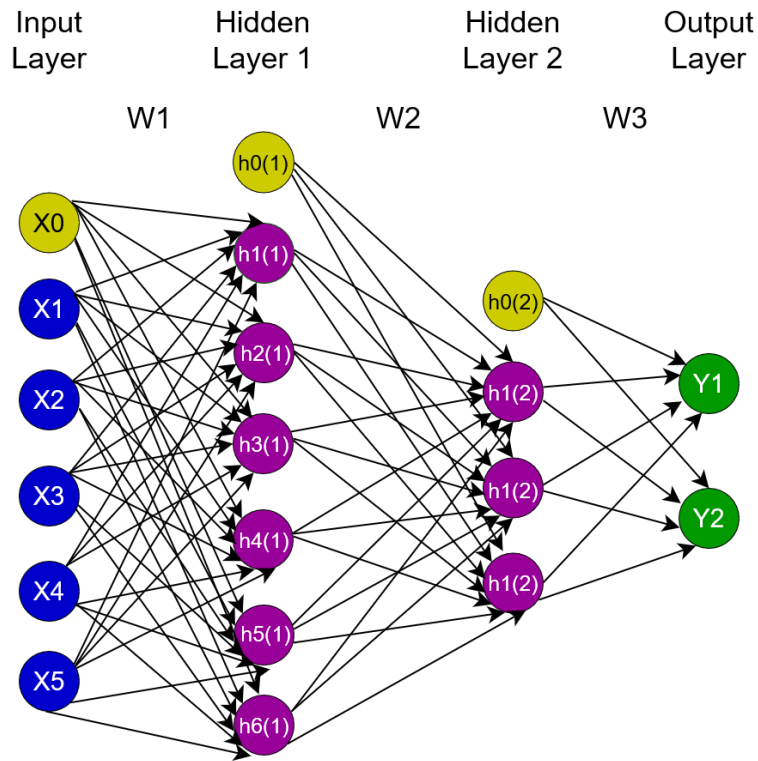 Input
Layer
Hidden
Layer 1
Hidden
Layer 2
Output
Layer
W1
W2
W3
X0
X1
X2
X3
X4
X5
h0(1)
h1(1)
h2(1)
h3(1)
h4(1)
h5(1)
h6(1)
h0(2)
h1(2)
h1(2)
h1(2)
Y1
Y2